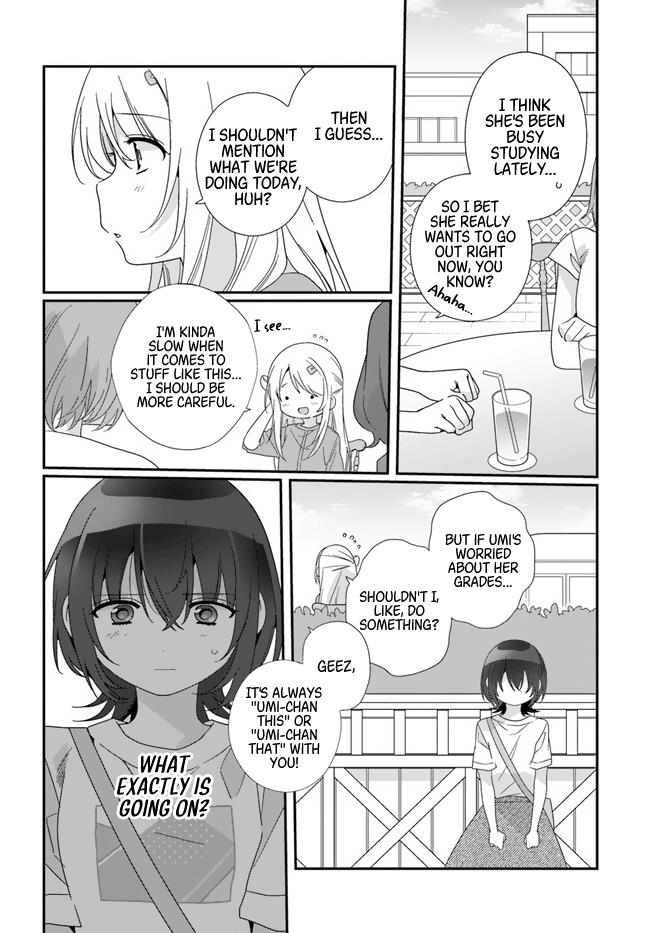 I THINK
SHE'S BEEN
BUSY
STUDYING
LATELY...
SO I BET
SHE REALLY
WANTS TO GO
OUT RIGHT
NOW, YOU
KNOW?
Ahaha...
THEN
I GUESS...
I SHOULDN'T
MENTION
WHAT WE'RE
DOING TODAY,
HUH?
I see...
I'M KINDA
SLOW WHEN
IT COMES TO
STUFF LIKE THIS...
I SHOULD BE
MORE CAREFUL.
BUT IF UMI'S
WORRIED
ABOUT HER
GRADES...
SHOULDN'T I,
LIKE, DO
SOMETHING?
GEEZ,
IT'S ALWAYS
"UMI-CHAN
THIS" OR
"UMI-CHAN
THAT" WITH
YOU!
WHAT
EXACTLY IS
GOING ON?